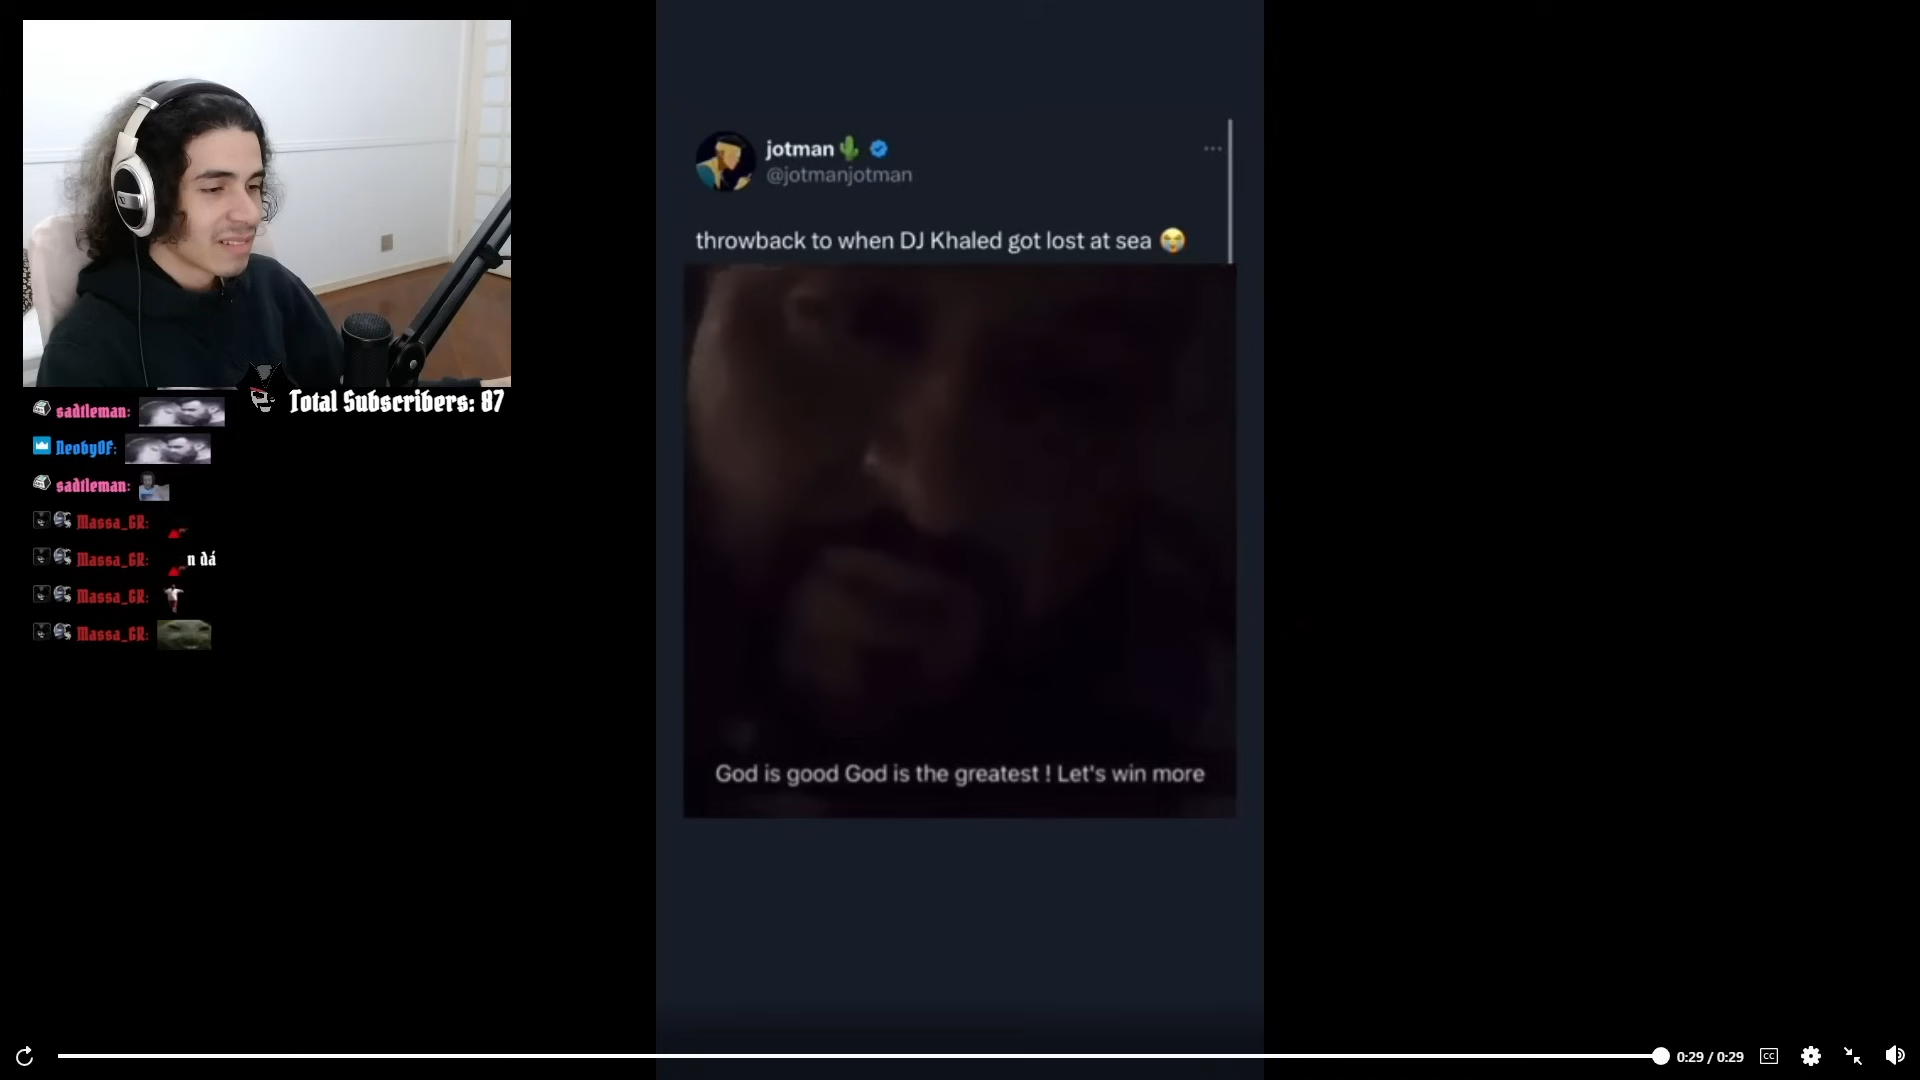 jotman🌵
@jotmanjotman
throwback to when DJ Khaled got lost at sea 😭
God is good God is the greatest ! Let's win more
Total Subscribers: 87
sadtleman:
NeobyOF:
sadtleman:
Massa_GR:
Massa_GR: n dá
Massa_GR:
Massa_GR:
0:29 / 0:29
CC